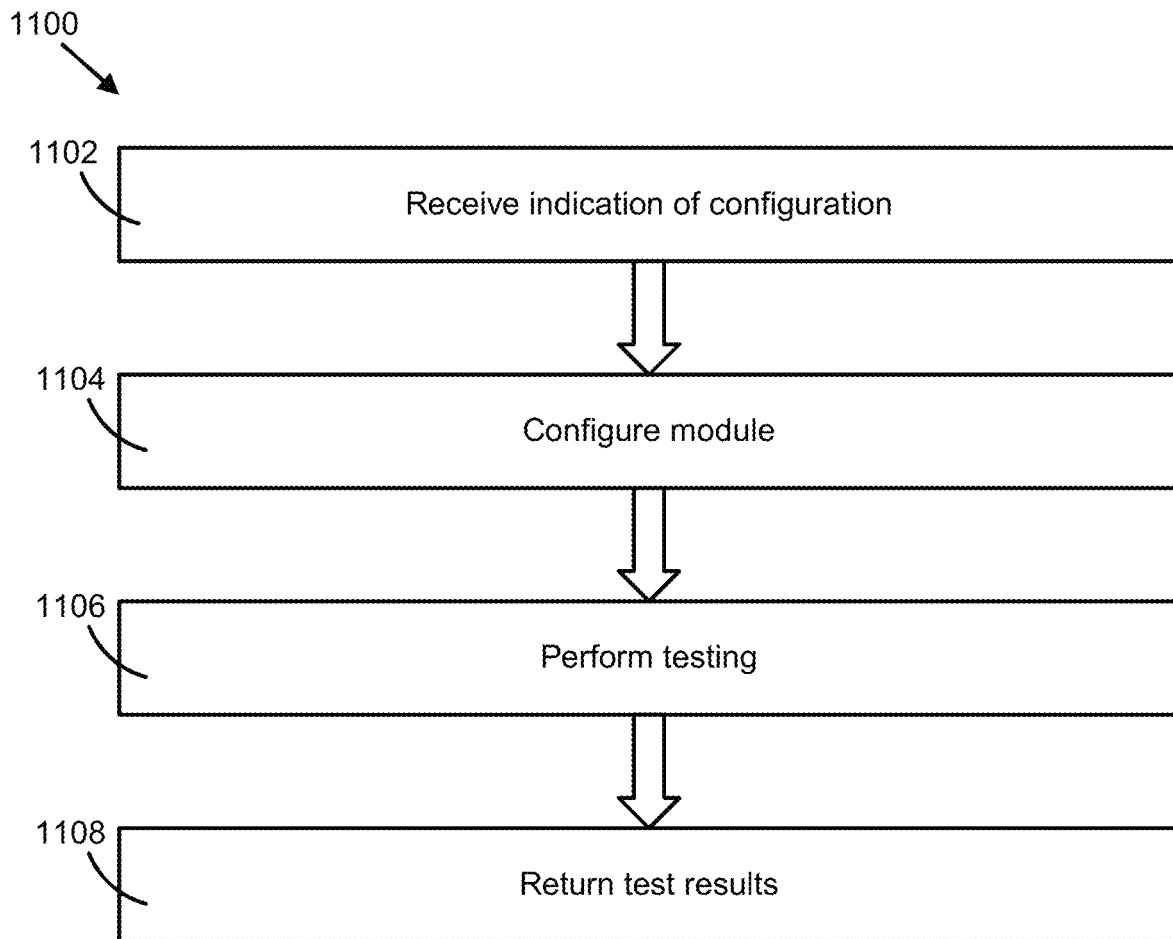 1100
1102
Receive indication of configuration
1104
Configure module
1106
Perform testing
1108
Return test results